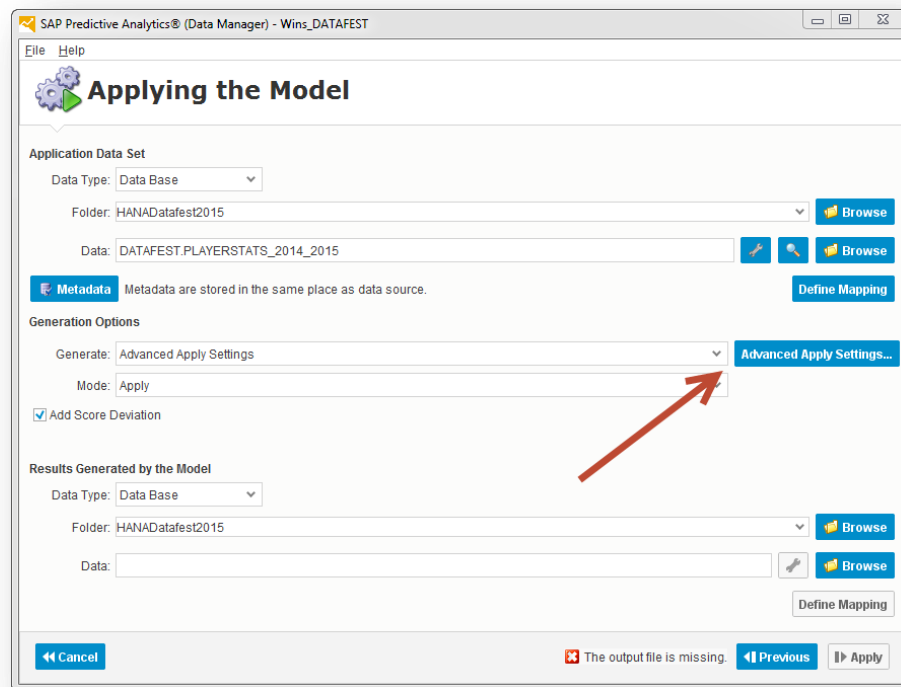 SAP Predictive Analytics® (Data Manager) - Wins_DATAFEST
File Help
Applying the Model
Application Data Set
Data Type: Data Base
Folder: HANADatafest2015 Browse
Data: DATAFEST.PLAYERSTATS_2014_2015 Browse
Metadata Metadata are stored in the same place as data source. Define Mapping
Generation Options
Generate: Advanced Apply Settings Advanced Apply Settings...
Mode: Apply
Add Score Deviation
Results Generated by the Model
Data Type: Data Base
Folder: HANADatafest2015 Browse
Data: Browse
Define Mapping
Cancel The output file is missing. Previous Apply